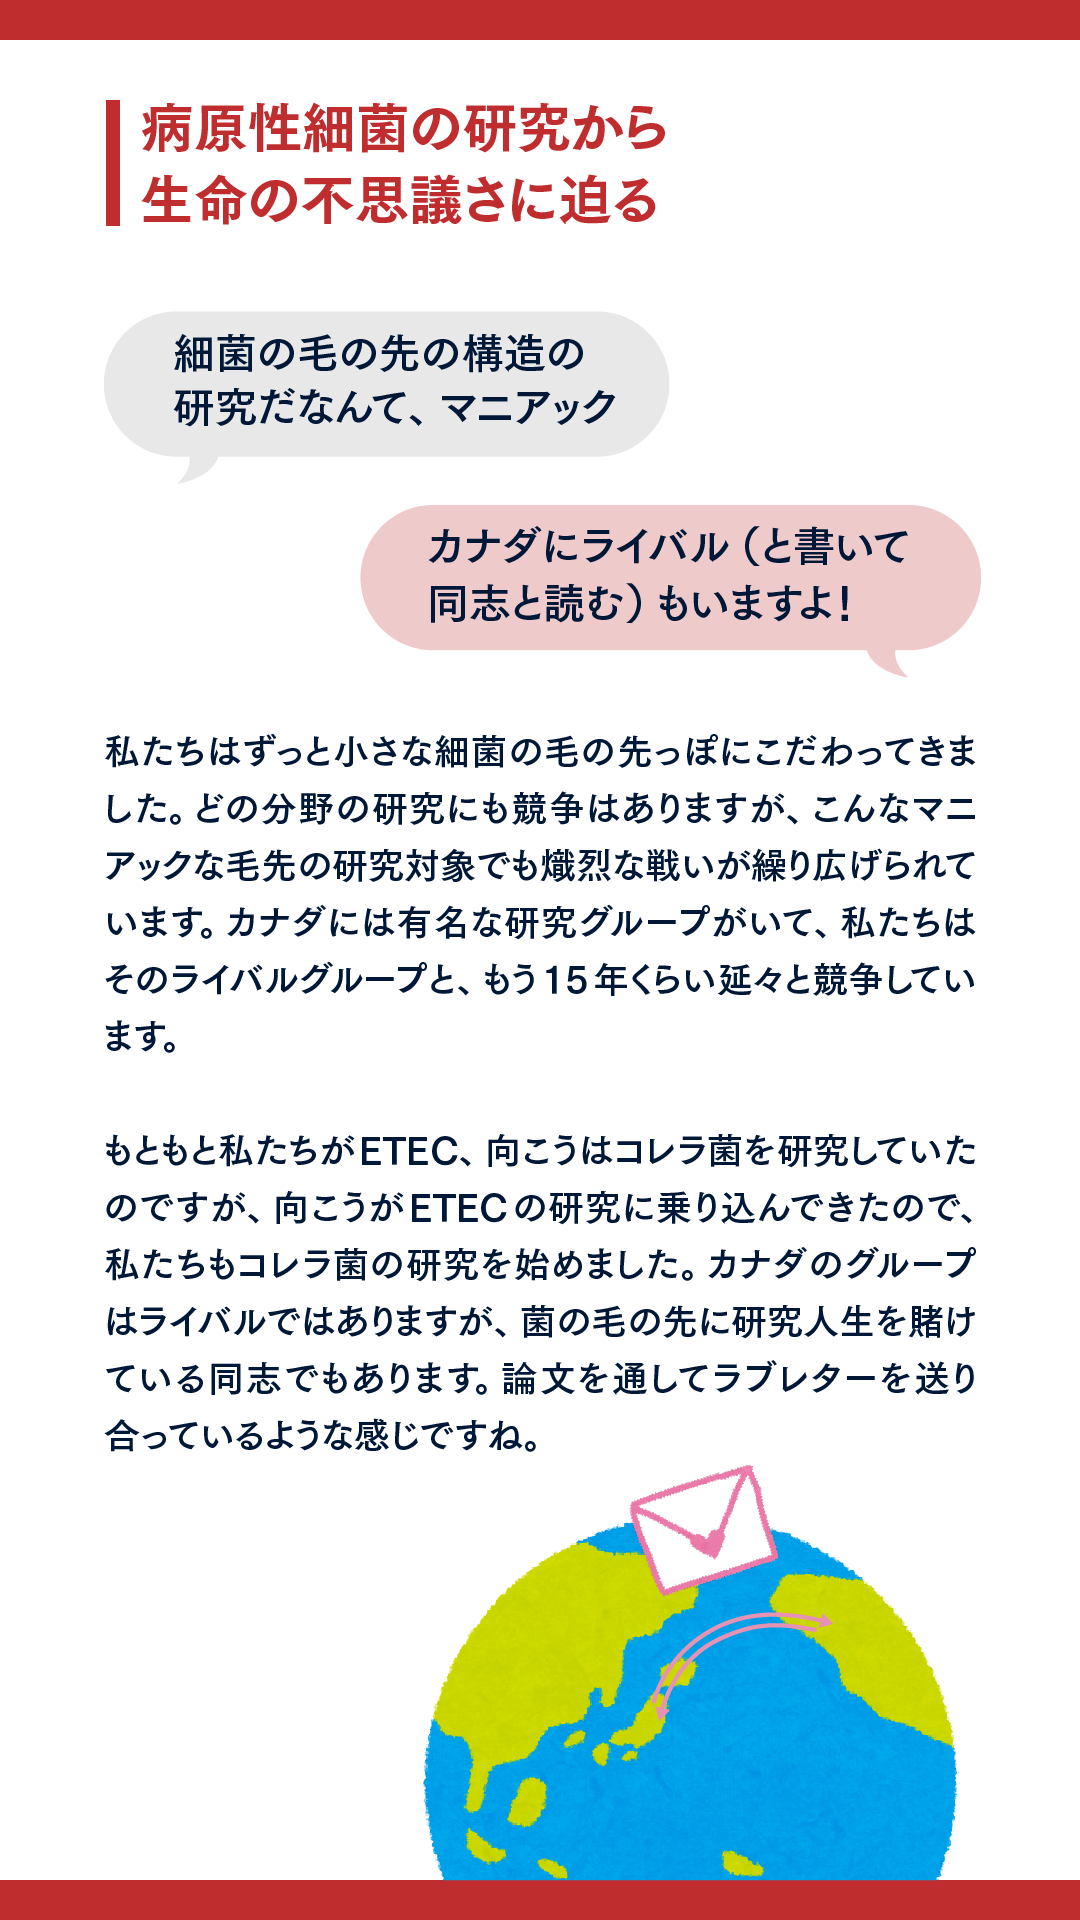 病原性細菌の研究から
生命の不思議さに迫る
細菌の毛の先の構造の
研究だなんて、マニアック
カナダにライバル（と書いて
同志と読む）もいますよ！
私たちはずっと小さな細菌の毛の先っぽにこだわってきま
した。どの分野の研究にも競争はありますが、こんなマニ
アックな毛先の研究対象でも熾烈な戦いが繰り広げられて
います。カナダには有名な研究グループがいて、私たちは
そのライバルグループと、もう15年くらい延々と競争してい
ます。
もともと私たちがETEC、向こうはコレラ菌を研究していた
のですが、向こうがETECの研究に乗り込んできたので、
私たちもコレラ菌の研究を始めました。カナダのグループ
はライバルではありますが、菌の毛の先に研究人生を賭け
ている同志でもあります。論文を通してラブレターを送り
合っているような感じですね。